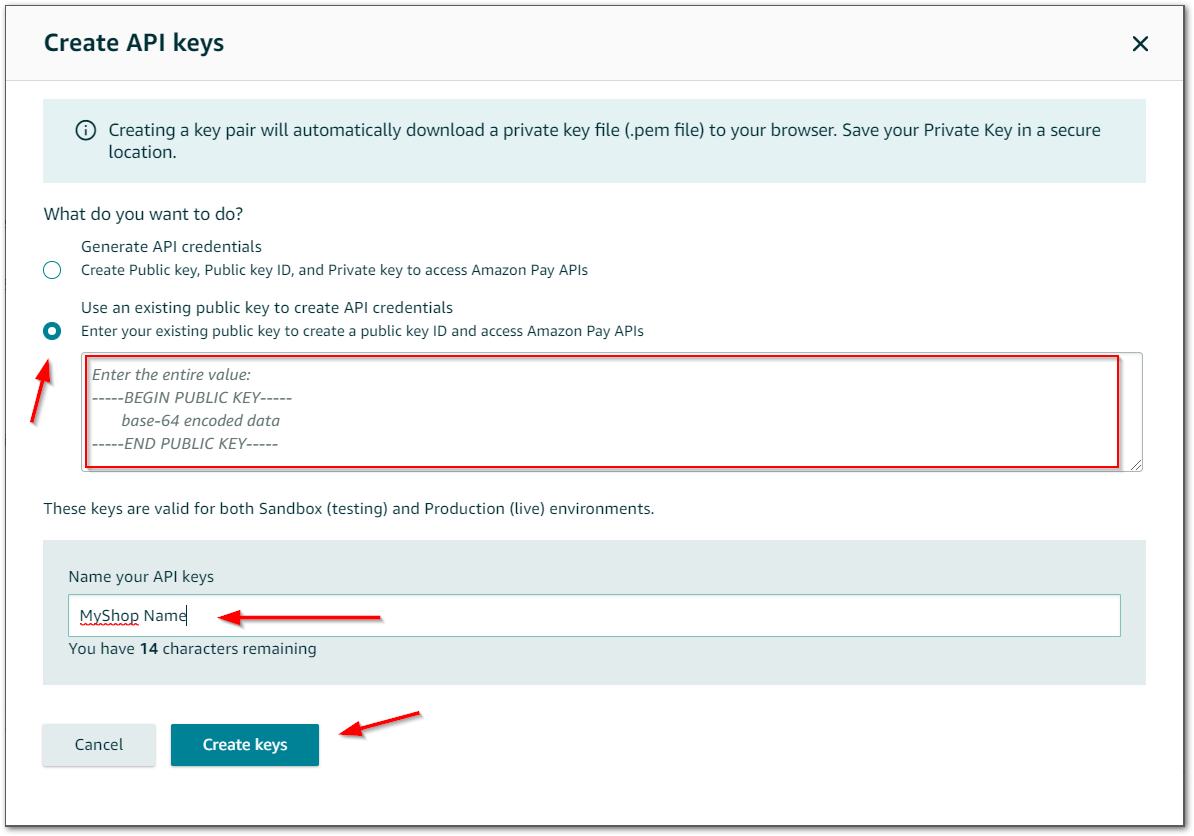 Create API keys
Creating a key pair will automatically download a private key file (.pem file) to your browser. Save your Private Key in a secure
location.
What do you want to do?
Generate API credentials
Create Public key, Public key ID, and Private key to access Amazon Pay APIs
Use an existing public key to create API credentials
Enter your existing public key to create a public key ID and access Amazon Pay APIs
Enter the entire value:
-----BEGIN PUBLIC KEY-----
base-64 encoded data
-----END PUBLIC KEY-----
These keys are valid for both Sandbox (testing) and Production (live) environments.
Name your API keys
MyShop Name
You have 14 characters remaining
Cancel
Create keys